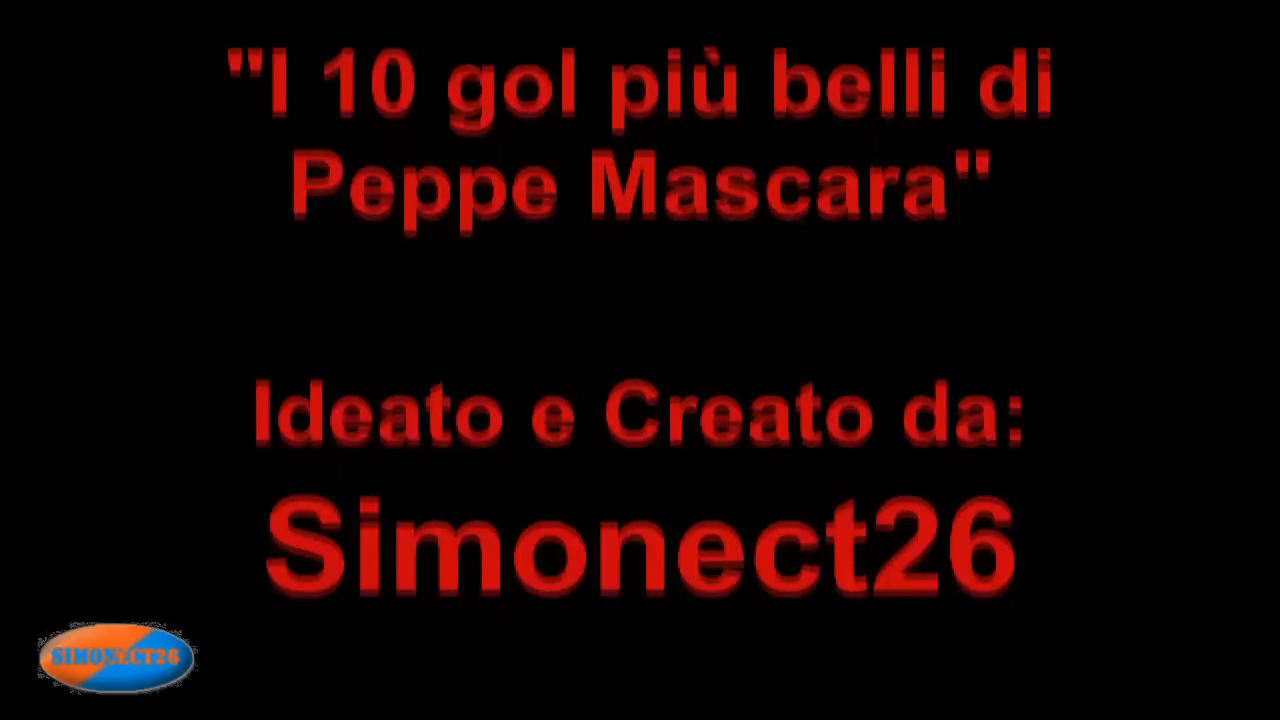 "I 10 gol più belli di
Peppe Mascara"
Ideato e Creato da:
Simonect26
SIMONECT26